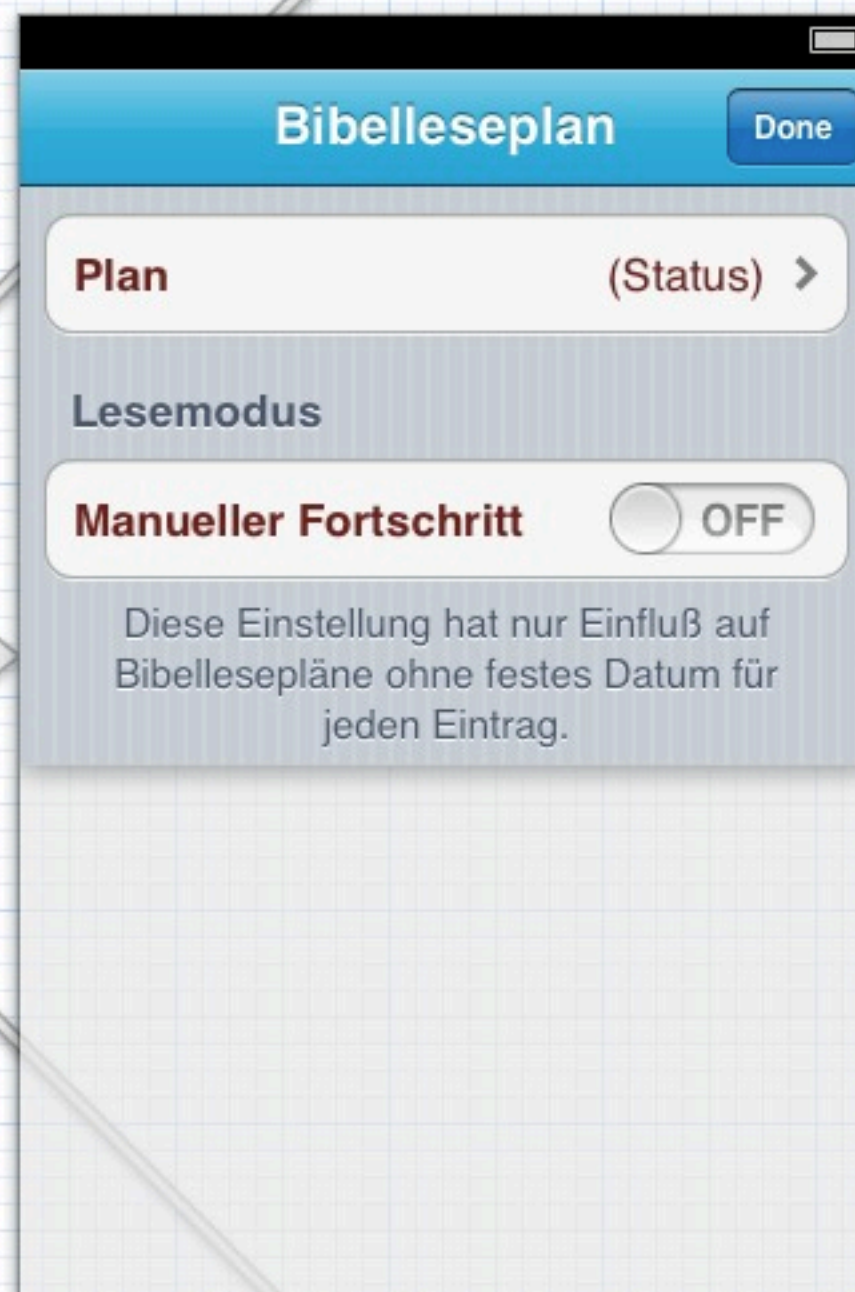 Bibelleseplan
Done
Plan (Status)
Lesemodus
Manueller Fortschritt OFF
Diese Einstellung hat nur Einfluß auf
Bibellesepläne ohne festes Datum für
jeden Eintrag.